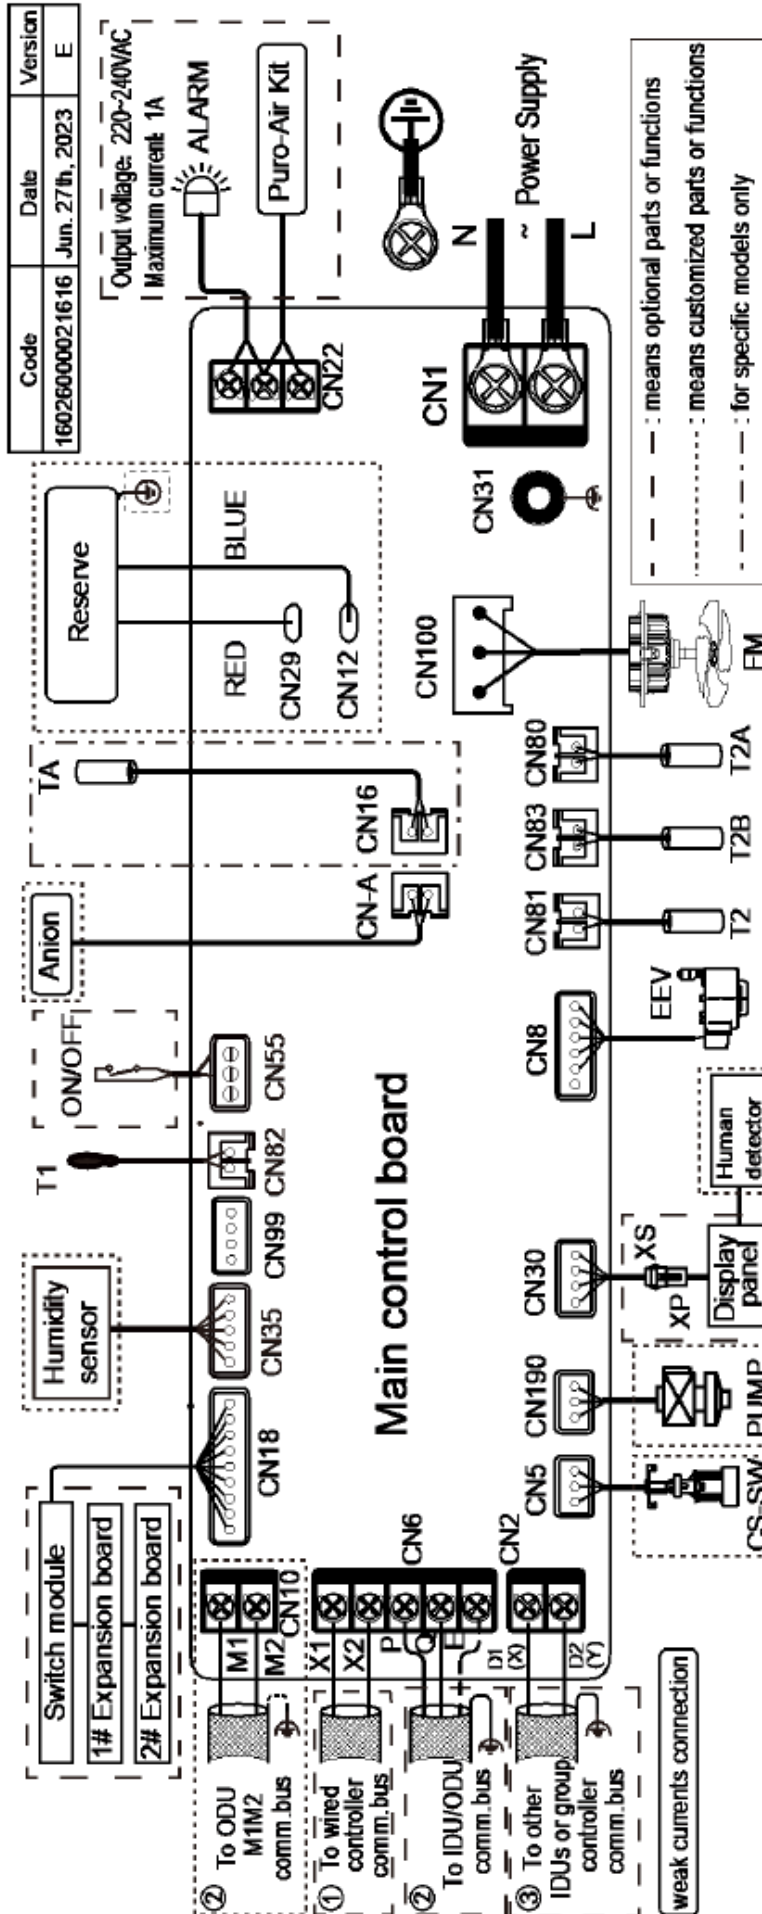 Code
Date
Version
16026000021616
Jun. 27th, 2023
E
Output voltage: 220~240VAC
Maximum current: 1A
ALARM
Puro-Air Kit
CN22
N
~ Power Supply
L
CN1
CN31
Reserve
RED
BLUE
CN29
CN12
CN100
FM
: means optional parts or functions
: means customized parts or functions
: for specific models only
TA
CN16
Anion
CN-A
CN80
T2A
CN83
T2B
CN81
T2
CN8
EEV
ON/OFF
CN55
T1
CN82
CN99
Humidity
sensor
CN35
CN18
Main control board
CN30
XS
XP
Display
panel
Human
detector
CN190
PUMP
CN5
CS-SW
Switch module
1# Expansion board
2# Expansion board
CN10
M1
M2
② To ODU
M1M2
comm.bus
CN6
X1
X2
P
Q
E
① To wired
controller
comm.bus
② To IDU/ODU
comm.bus
CN2
D1
(X)
D2
(Y)
③ To other
IDUs or group
controller
comm.bus
weak currents connection